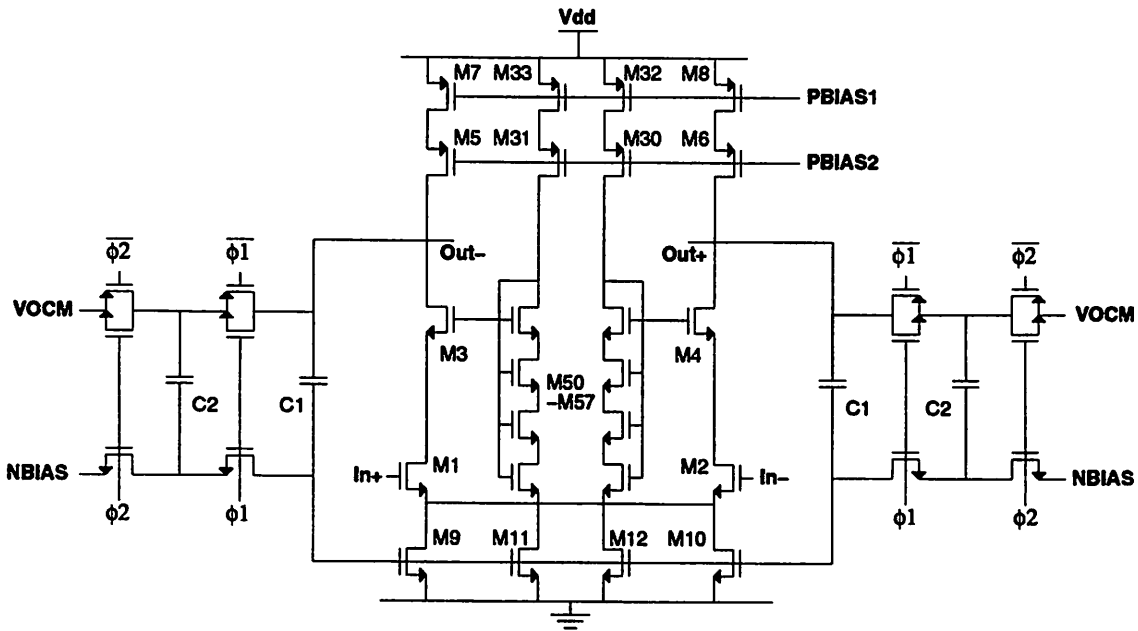 Vdd
M7 M33 M32 M8
PBIAS1
M5 M31 M30 M6
PBIAS2
φ2 φ1 Out− Out+ φ1 φ2
VOCM VOCM
M3 M4
C2 C1 M50 C1 C2
−M57
NBIAS In+ M1 M2 In− NBIAS
φ2 φ1 φ1 φ2
M9 M11 M12 M10